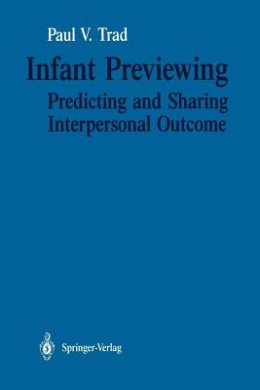 Paul V. Trad
Infant Previewing
Predicting and Sharing
Interpersonal Outcome
Springer-Verlag